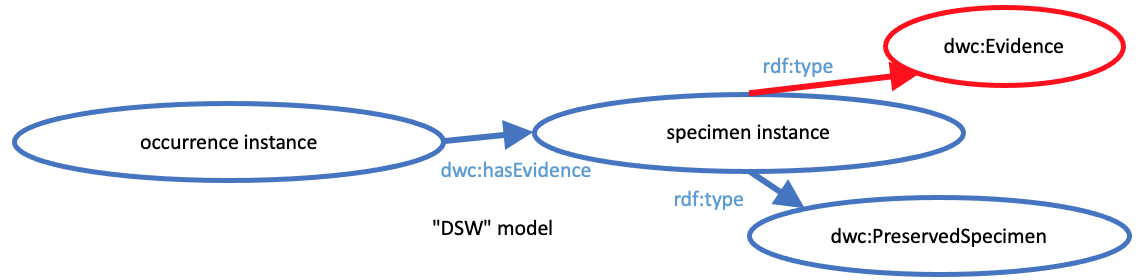 dwc:Evidence
rdf:type
occurrence instance
specimen instance
dwc:hasEvidence
rdf:type
"DSW" model
dwc:PreservedSpecimen